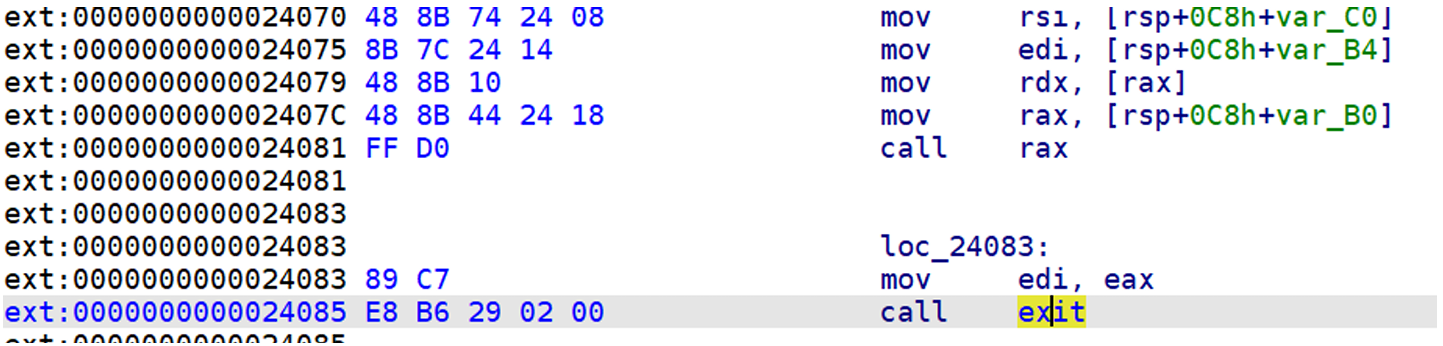 ext:0000000000024070 48 8B 74 24 08 mov rsi, [rsp+0C8h+var_C0]
ext:0000000000024075 8B 7C 24 14 mov edi, [rsp+0C8h+var_B4]
ext:0000000000024079 48 8B 10 mov rdx, [rax]
ext:000000000002407C 48 8B 44 24 18 mov rax, [rsp+0C8h+var_B0]
ext:0000000000024081 FF D0 call rax
ext:0000000000024081
ext:0000000000024083
ext:0000000000024083 loc_24083:
ext:0000000000024083 89 C7 mov edi, eax
ext:0000000000024085 E8 B6 29 02 00 call exit
ext:0000000000024085